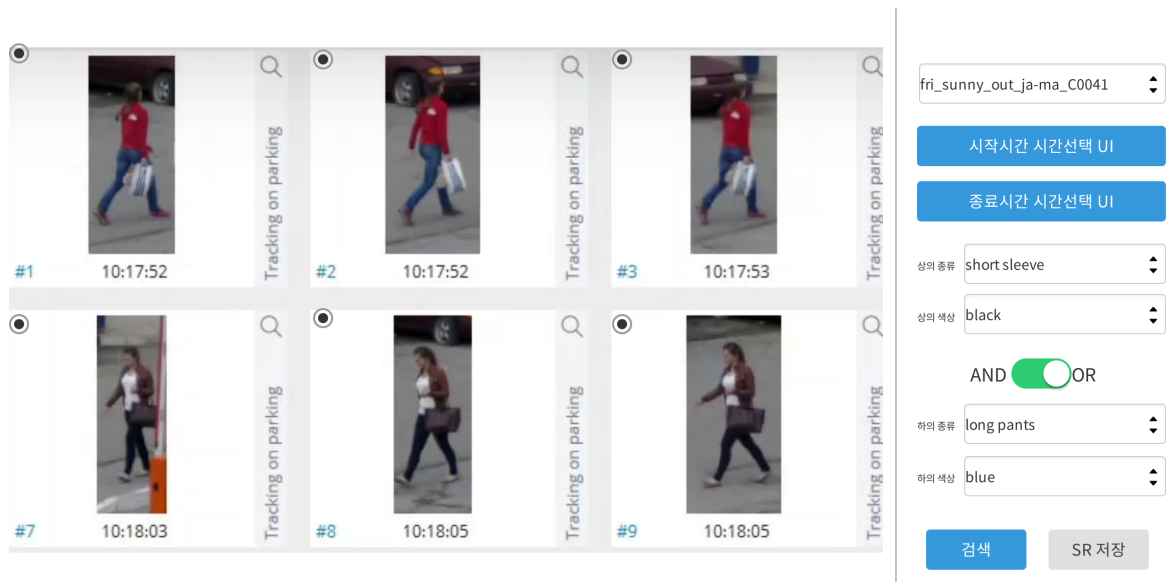 Tracking on parking
Tracking on parking
Tracking on parking
#1 10:17:52
#2 10:17:52
#3 10:17:53
Tracking on parking
Tracking on parking
Tracking on parking
#7 10:18:03
#8 10:18:05
#9 10:18:05
fri_sunny_out_ja-ma_C0041
시작시간 시간선택 UI
종료시간 시간선택 UI
상의 종류 short sleeve
상의 색상 black
AND OR
하의 종류 long pants
하의 색상 blue
검색 SR 저장